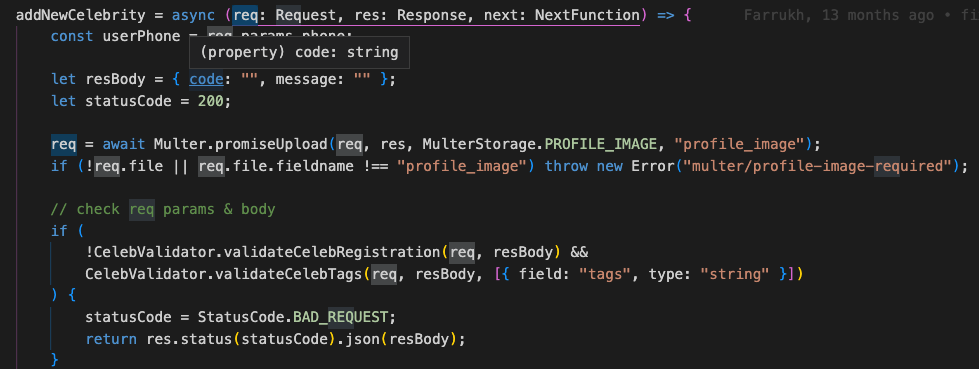 addNewCelebrity = async (req: Request, res: Response, next: NextFunction) => { Farrukh, 13 months ago • fi
const userPhone = req.params.phone;
(property) code: string
let resBody = { code: "", message: "" };
let statusCode = 200;
req = await Multer.promiseUpload(req, res, MulterStorage.PROFILE_IMAGE, "profile_image");
if (!req.file || req.file.fieldname !== "profile_image") throw new Error("multer/profile-image-required");
// check req params & body
if (
!CelebValidator.validateCelebRegistration(req, resBody) &&
CelebValidator.validateCelebTags(req, resBody, [{ field: "tags", type: "string" }])
) {
statusCode = StatusCode.BAD_REQUEST;
return res.status(statusCode).json(resBody);
}